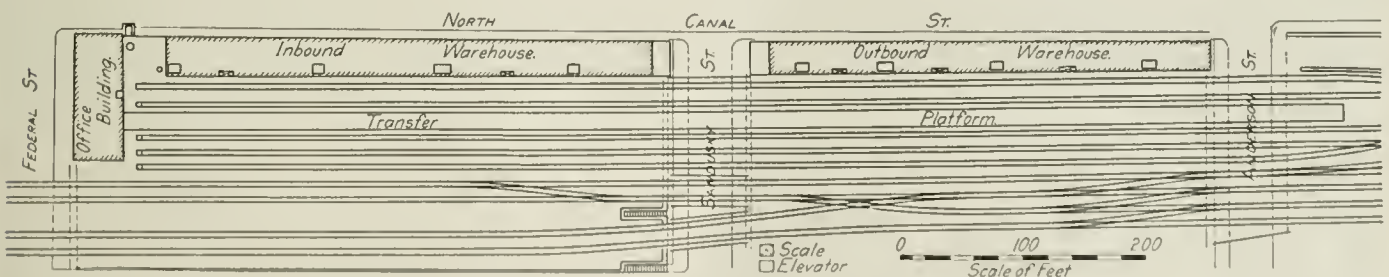 NORTH CANAL ST.
FEDERAL ST
Office Building.
Inbound Warehouse.
SANDUSKY ST.
Outbound Warehouse.
ANDERSON ST.
Transfer Platform.
Scale
Elevator
0 100 200
Scale of Feet